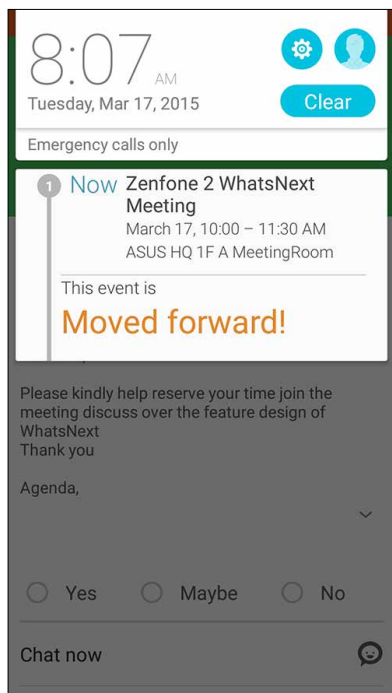 8:07 AM
Tuesday, Mar 17, 2015
Clear
Emergency calls only
1 Now Zenfone 2 WhatsNext
Meeting
March 17, 10:00 – 11:30 AM
ASUS HQ 1F A MeetingRoom
This event is
Moved forward!
Please kindly help reserve your time join the
meeting discuss over the feature design of
WhatsNext
Thank you
Agenda,
Yes Maybe No
Chat now